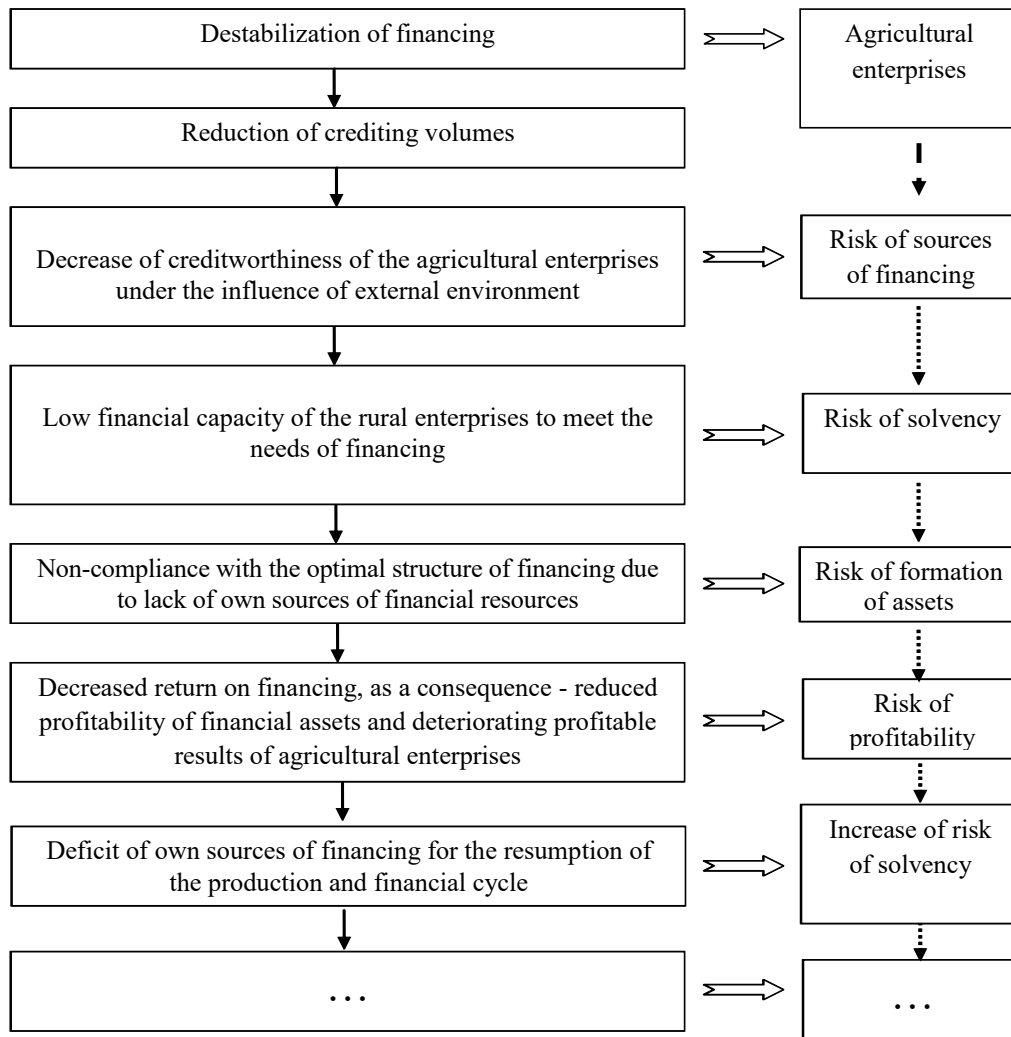 Destabilization of financing
Agricultural
enterprises
Reduction of crediting volumes
Decrease of creditworthiness of the agricultural enterprises
under the influence of external environment
Risk of sources
of financing
Low financial capacity of the rural enterprises to meet the
needs of financing
Risk of solvency
Non-compliance with the optimal structure of financing due
to lack of own sources of financial resources
Risk of formation
of assets
Decreased return on financing, as a consequence - reduced
profitability of financial assets and deteriorating profitable
results of agricultural enterprises
Risk of
profitability
Deficit of own sources of financing for the resumption of
the production and financial cycle
Increase of risk
of solvency
...
...